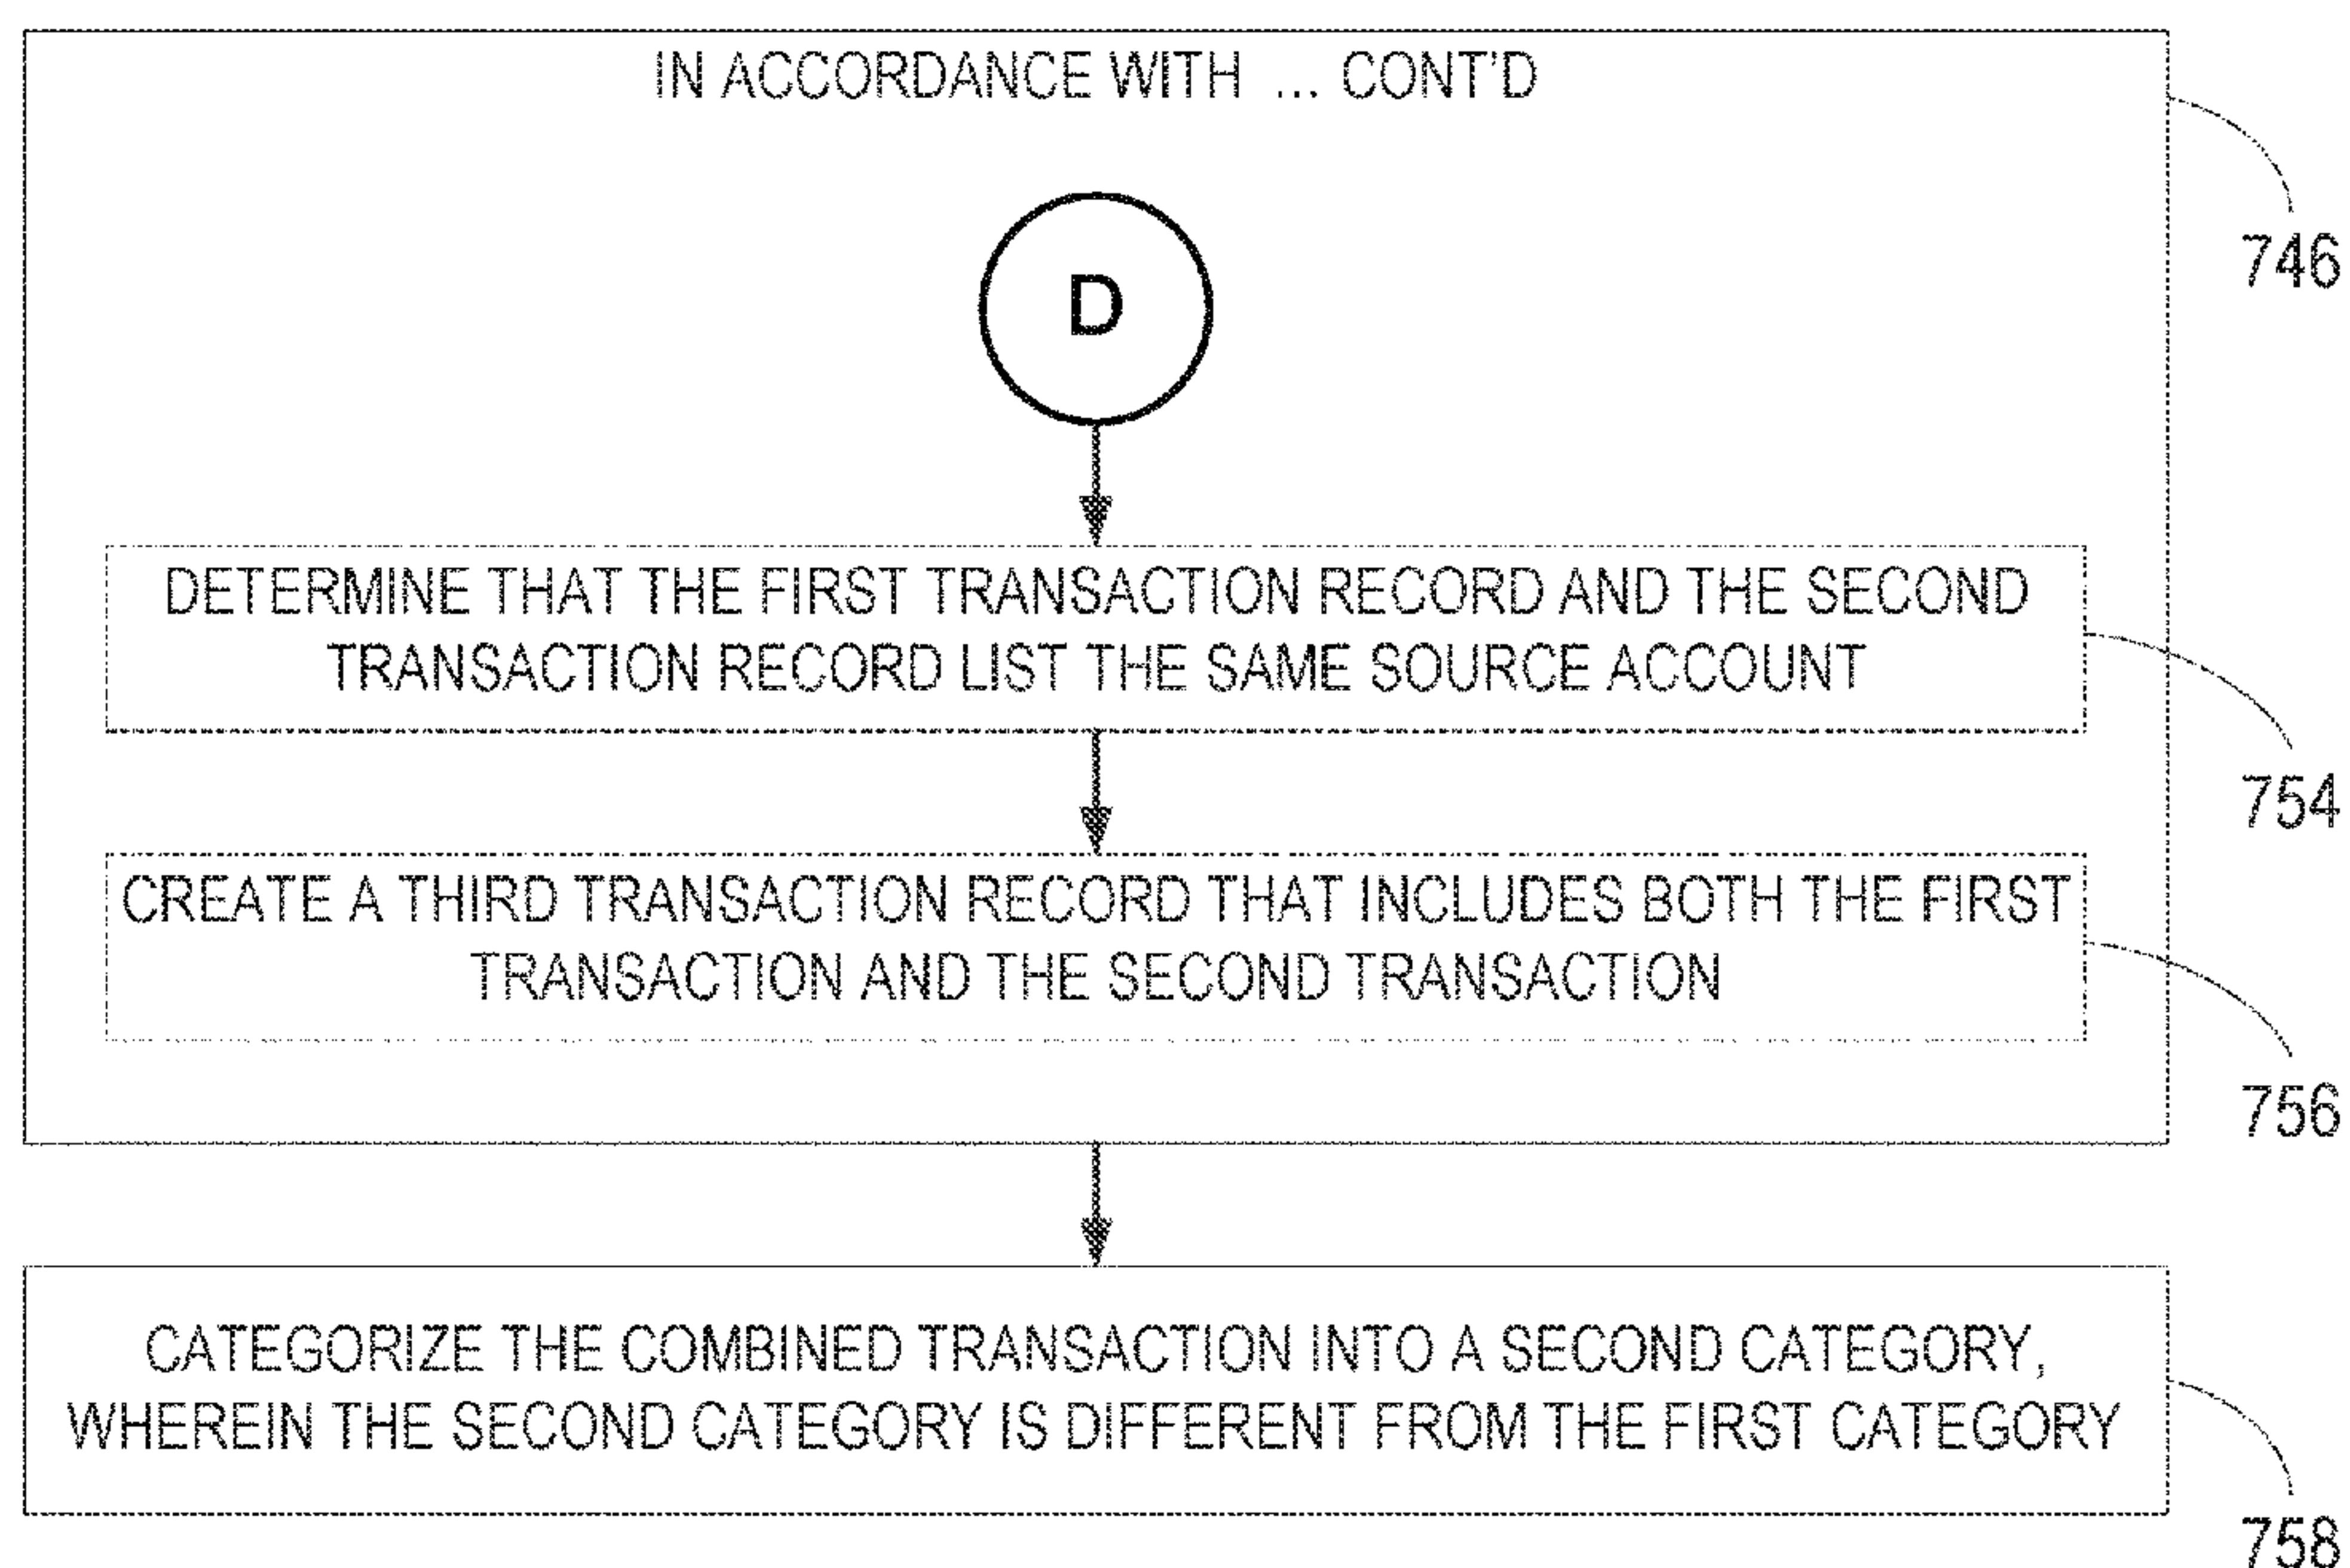 IN ACCORDANCE WITH ... CONT'D
746
D
DETERMINE THAT THE FIRST TRANSACTION RECORD AND THE SECOND
TRANSACTION RECORD LIST THE SAME SOURCE ACCOUNT
754
CREATE A THIRD TRANSACTION RECORD THAT INCLUDES BOTH THE FIRST
TRANSACTION AND THE SECOND TRANSACTION
756
CATEGORIZE THE COMBINED TRANSACTION INTO A SECOND CATEGORY,
WHEREIN THE SECOND CATEGORY IS DIFFERENT FROM THE FIRST CATEGORY
758